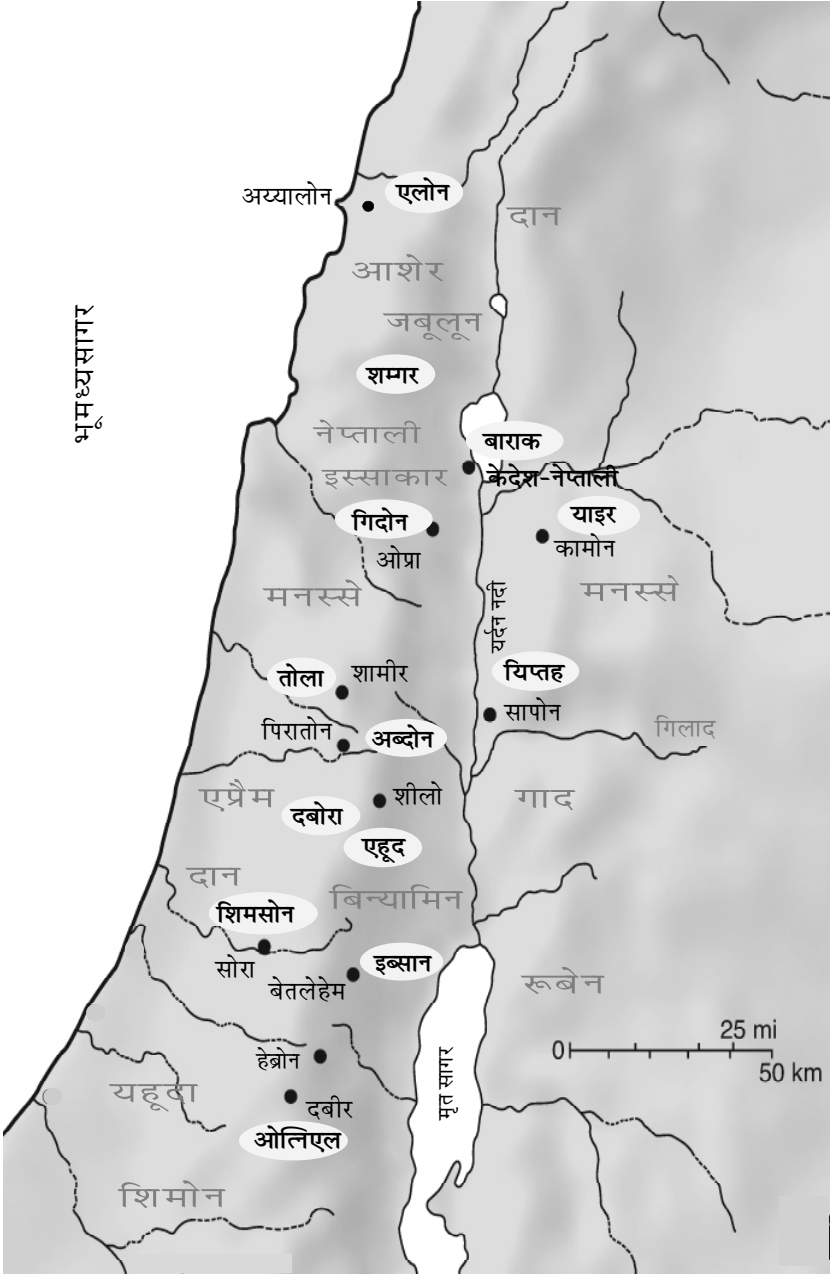 अय्यालोन
एलोन
दान
आशेर
जबूलून
भूमध्यसागर
शम्गर
नेप्ताली
बाराक
इस्साकार
केदेश-नेप्ताली
गिदोन
याइर
ओप्रा
कामोन
मनस्से
मनस्से
यर्दन नदी
तोला
शामीर
यिप्तह
सापोन
पिरातोन
अब्दोन
गिलाद
एप्रैम
शीलो
गाद
दबोरा
एहूद
दान
बिन्यामिन
शिमसोन
सोरा
इब्सान
बेतलेहेम
रूबेन
25 mi
0
50 km
हेब्रोन
मृत सागर
यहूदा
दबीर
ओत्निएल
शिमोन